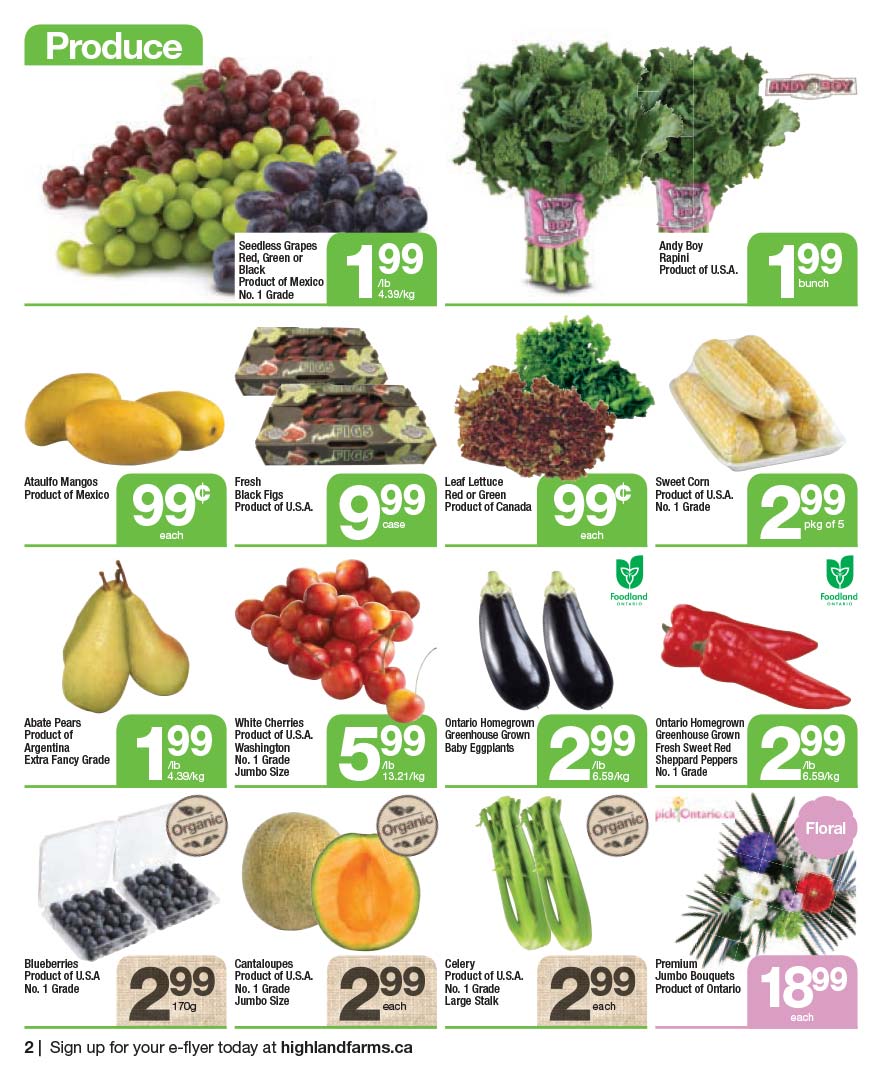 Produce
ANDY BOY
ANDY
BOY
ANDY
BOY
Seedless Grapes
Red, Green or
Black
Product of Mexico
No. 1 Grade
1.99
/lb
4.39/kg
Andy Boy
Rapini
Product of U.S.A.
1.99
bunch
FIGS
Fresh FIGS
Ataulfo Mangos
Product of Mexico
99¢
each
Fresh
Black Figs
Product of U.S.A.
9.99
case
Leaf Lettuce
Red or Green
Product of Canada
99¢
each
Sweet Corn
Product of U.S.A.
No. 1 Grade
2.99
pkg of 5
Foodland
ONTARIO
Foodland
ONTARIO
Abate Pears
Product of
Argentina
Extra Fancy Grade
1.99
/lb
4.39/kg
White Cherries
Product of U.S.A.
Washington
No. 1 Grade
Jumbo Size
5.99
/lb
13.21/kg
Ontario Homegrown
Greenhouse Grown
Baby Eggplants
2.99
/lb
6.59/kg
Ontario Homegrown
Greenhouse Grown
Fresh Sweet Red
Sheppard Peppers
No. 1 Grade
2.99
/lb
6.59/kg
Organic
Organic
Organic
pickOntario.ca
Floral
Blueberries
Product of U.S.A
No. 1 Grade
2.99
170g
Cantaloupes
Product of U.S.A.
No. 1 Grade
Jumbo Size
2.99
each
Celery
Product of U.S.A.
No. 1 Grade
Large Stalk
2.99
each
Premium
Jumbo Bouquets
Product of Ontario
18.99
each
2 | Sign up for your e-flyer today at highlandfarms.ca